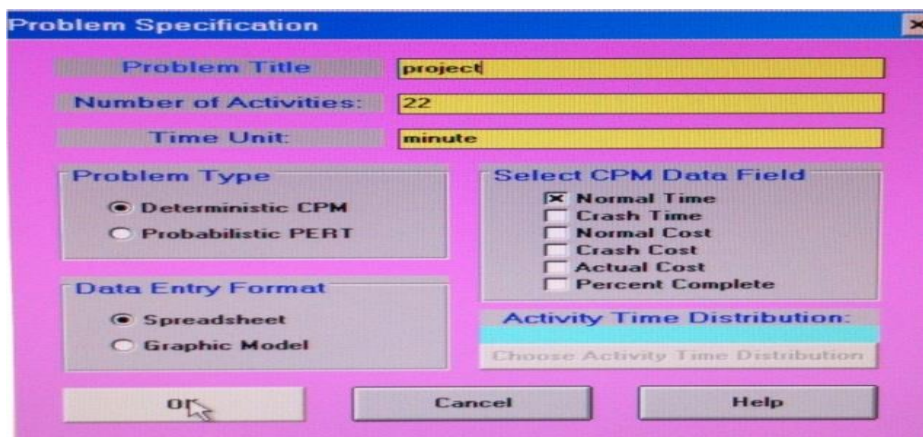 Problem Specification
Problem Title
project
Number of Activities:
22
Time Unit:
minute
Problem Type
Deterministic CPM
Probabilistic PERT
Data Entry Format
Spreadsheet
Graphic Model
Select CPM Data Field
Normal Time
Crash Time
Normal Cost
Crash Cost
Actual Cost
Percent Complete
Activity Time Distribution:
Choose Activity Time Distribution
OK
Cancel
Help